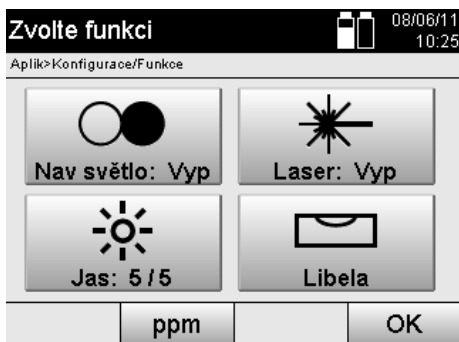 Zvolte funkci
08/06/11
10:25
Aplik>Konfigurace/Funkce
Nav světlo: Vyp
Laser: Vyp
Jas: 5/5
Libela
ppm
OK